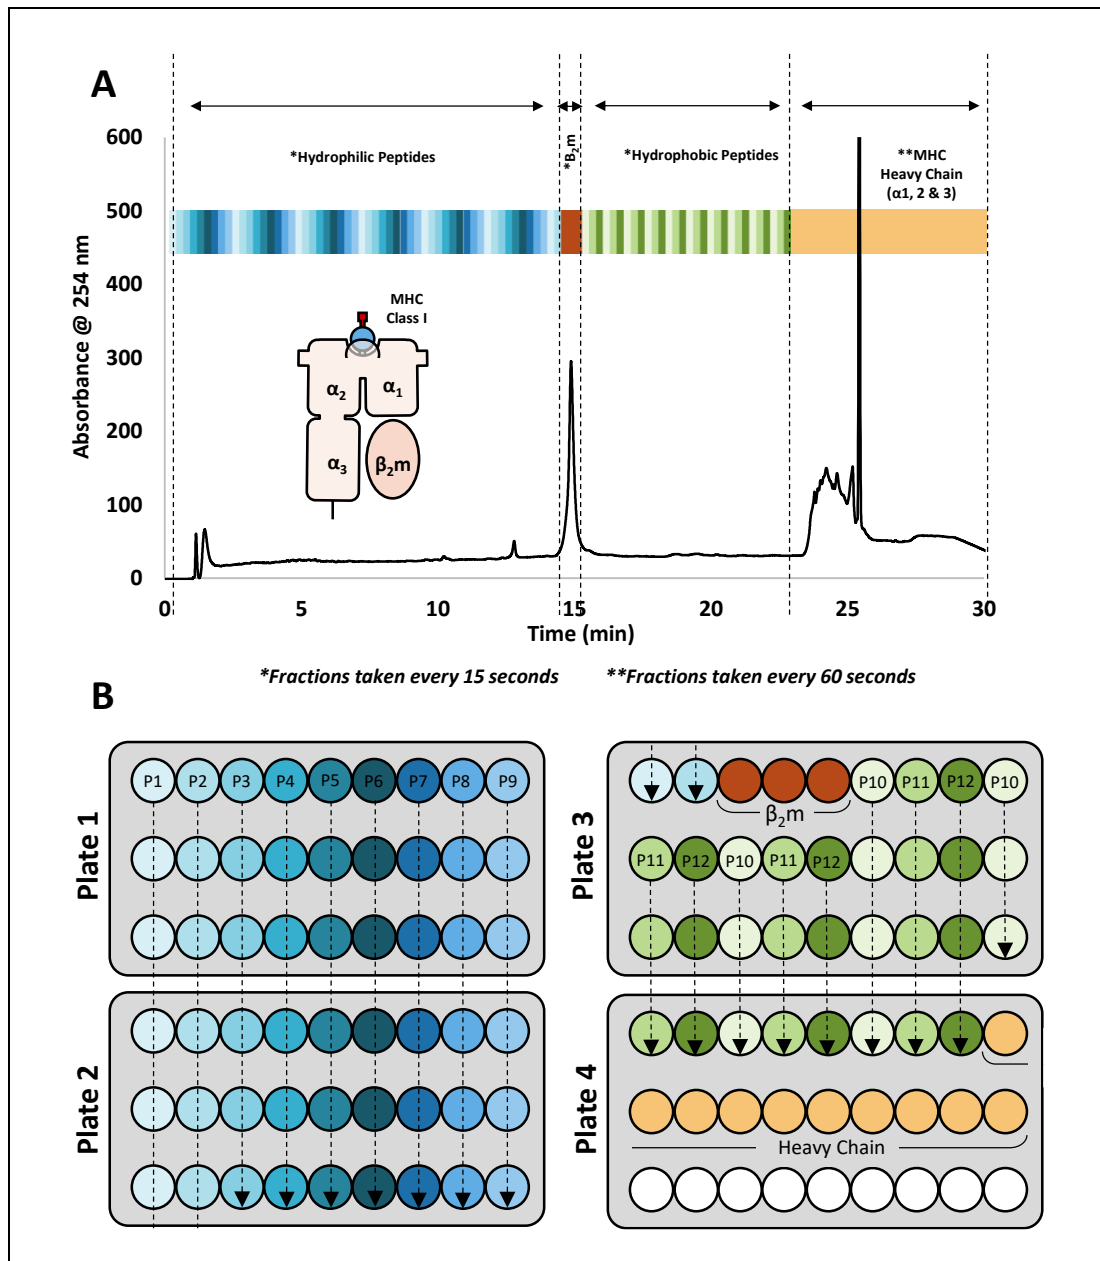 A
*Hydrophilic Peptides
*B2m
*Hydrophobic Peptides
**MHC
Heavy Chain
(α1, 2 & 3)
600
500
400
300
200
100
0
Absorbance @ 254 nm
MHC
Class I
α2
α1
α3
β2m
0
5
10
15
20
25
30
Time (min)
*Fractions taken every 15 seconds
**Fractions taken every 60 seconds
B
Plate 1
P1 P2 P3 P4 P5 P6 P7 P8 P9
Plate 2
Plate 3
P10 P11 P12 P10
β2m
P11 P12 P10 P11 P12
Plate 4
Heavy Chain